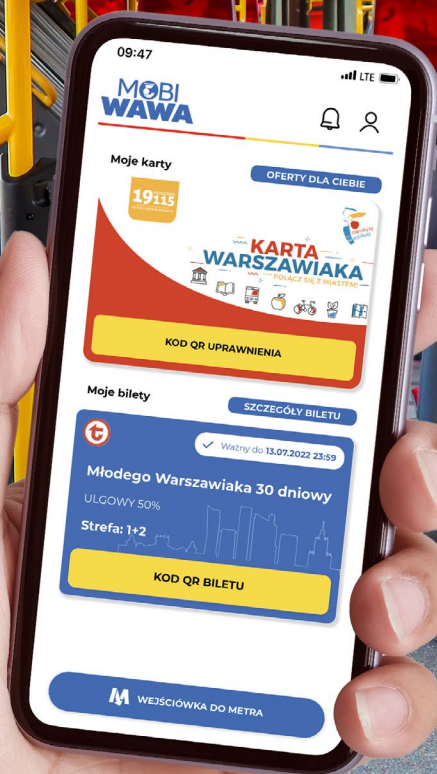 09:47
LTE
MOBI
WAWA
Moje karty
OFERTY DLA CIEBIE
19115
KARTA
WARSZAWIAKA
POŁĄCZ SIĘ Z MIASTEM!
KOD QR UPRAWNIENIA
Moje bilety
SZCZEGÓŁY BILETU
Ważny do 13.07.2022 23:59
Młodego Warszawiaka 30 dniowy
ULGOWY 50%
Strefa: 1+2
KOD QR BILETU
WEJŚCIÓWKA DO METRA